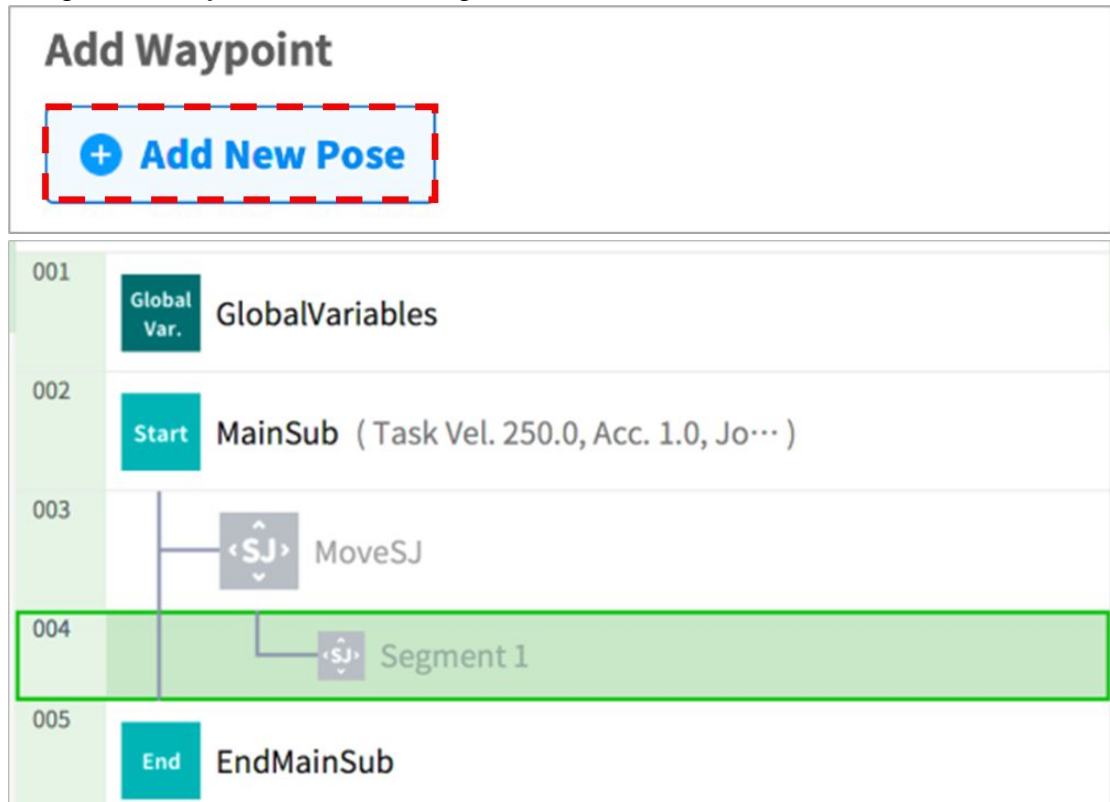 Add Waypoint
+ Add New Pose
001
Global
Var.
GlobalVariables
002
Start
MainSub ( Task Vel. 250.0, Acc. 1.0, Jo··· )
003
SJ
MoveSJ
004
SJ
Segment 1
005
End
EndMainSub